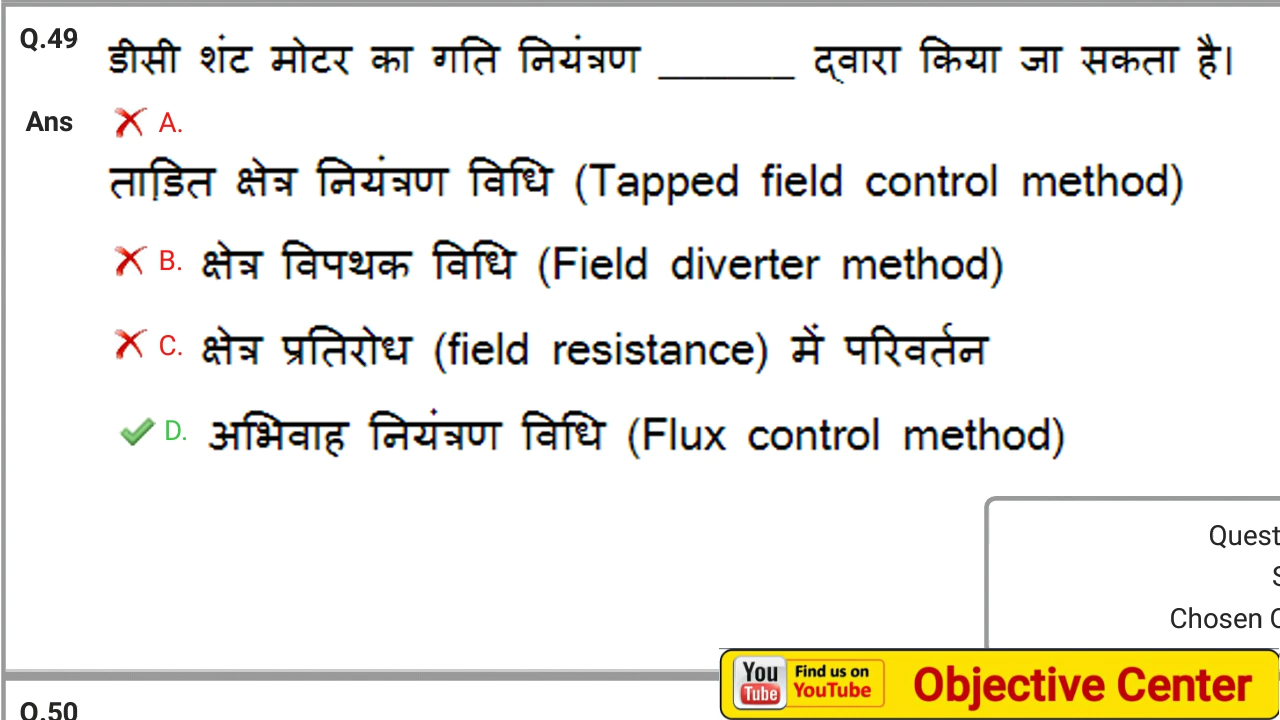 Q.49 डीसी शंट मोटर का गति नियंत्रण ______ द्वारा किया जा सकता है।
Ans A.
ताडि़त क्षेत्र नियंत्रण विधि (Tapped field control method)
B. क्षेत्र विपथक विधि (Field diverter method)
C. क्षेत्र प्रतिरोध (field resistance) में परिवर्तन
D. अभिवाह नियंत्रण विधि (Flux control method)
Quest
S
Chosen
You Tube Find us on YouTube Objective Center
Q.50